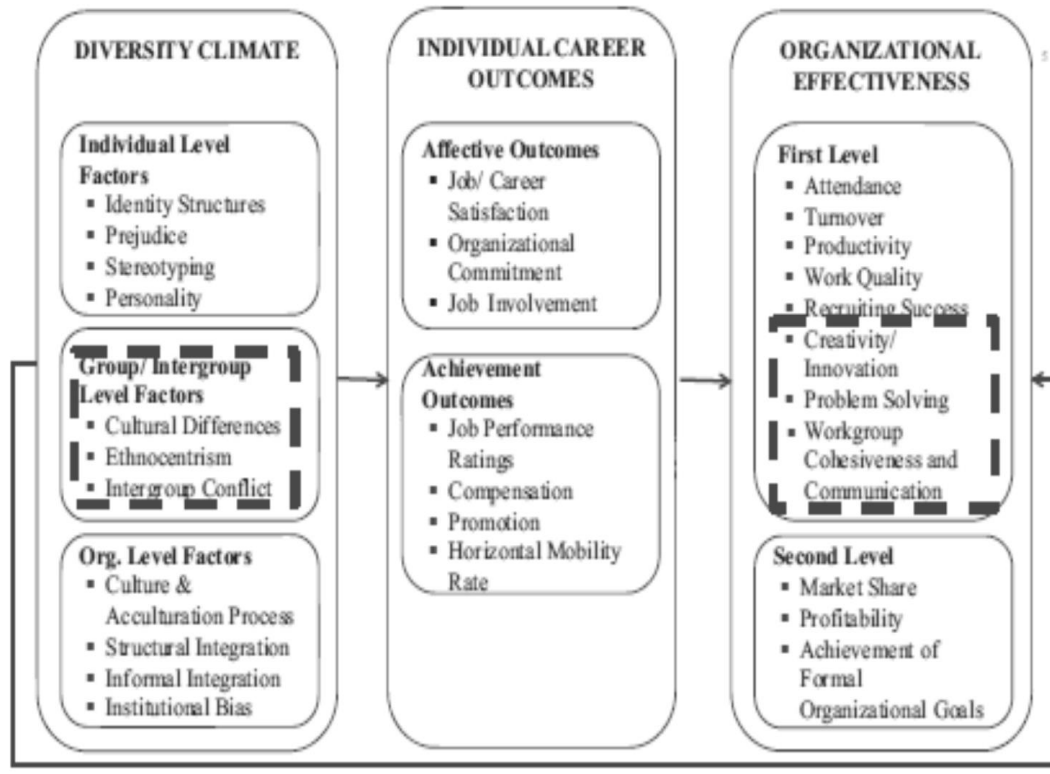 DIVERSITY CLIMATE
Individual Level
Factors
▪ Identity Structures
▪ Prejudice
▪ Stereotyping
▪ Personality
Group/ Intergroup
Level Factors
▪ Cultural Differences
▪ Ethnocentrism
▪ Intergroup Conflict
Org. Level Factors
▪ Culture &
Acculturation Process
▪ Structural Integration
▪ Informal Integration
▪ Institutional Bias
INDIVIDUAL CAREER
OUTCOMES
Affective Outcomes
▪ Job/ Career
Satisfaction
▪ Organizational
Commitment
▪ Job Involvement
Achievement
Outcomes
▪ Job Performance
Ratings
▪ Compensation
▪ Promotion
▪ Horizontal Mobility
Rate
ORGANIZATIONAL
EFFECTIVENESS
First Level
▪ Attendance
▪ Turnover
▪ Productivity
▪ Work Quality
▪ Recruiting Success
▪ Creativity/
Innovation
▪ Problem Solving
▪ Workgroup
Cohesiveness and
Communication
Second Level
▪ Market Share
▪ Profitability
▪ Achievement of
Formal
Organizational Goals
5